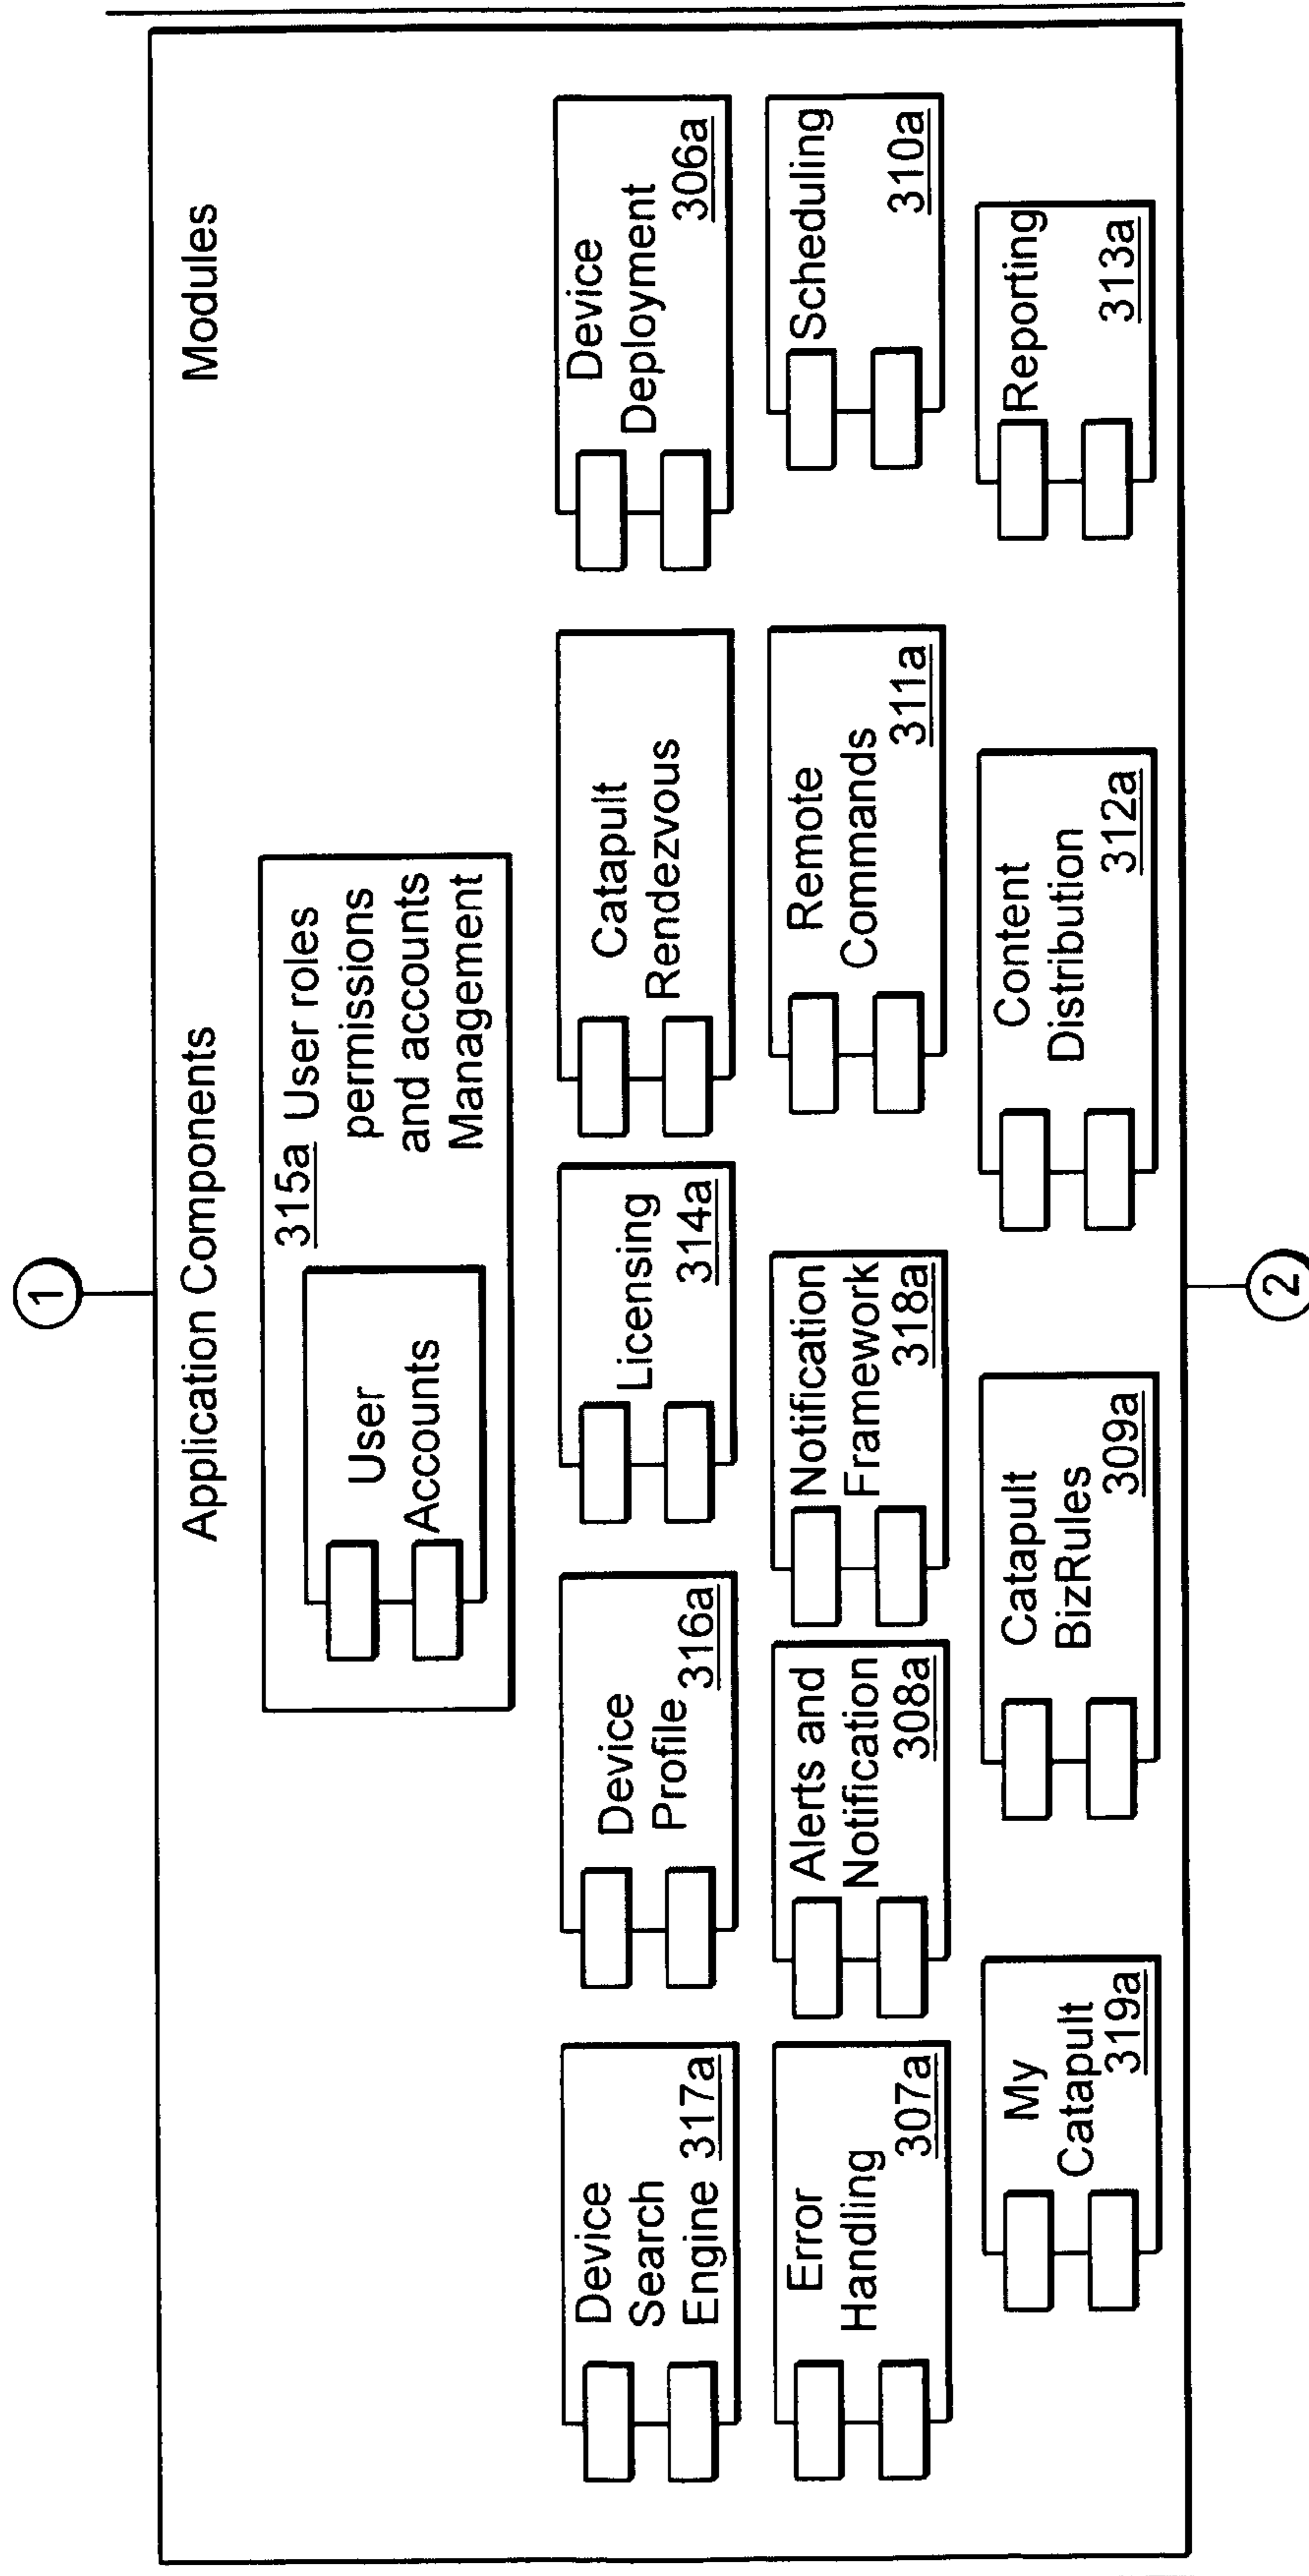 1
Application Components
Modules
315a User roles
permissions
and accounts
Management
User
Accounts
Device
Search
Engine 317a
Device
Profile 316a
Licensing
314a
Catapult
Rendezvous
Device
Deployment
306a
Error
Handling
307a
Alerts and
Notification
308a
Notification
Framework
318a
Remote
Commands
311a
Scheduling
310a
My
Catapult
319a
Catapult
BizRules
309a
Content
Distribution
312a
Reporting
313a
2